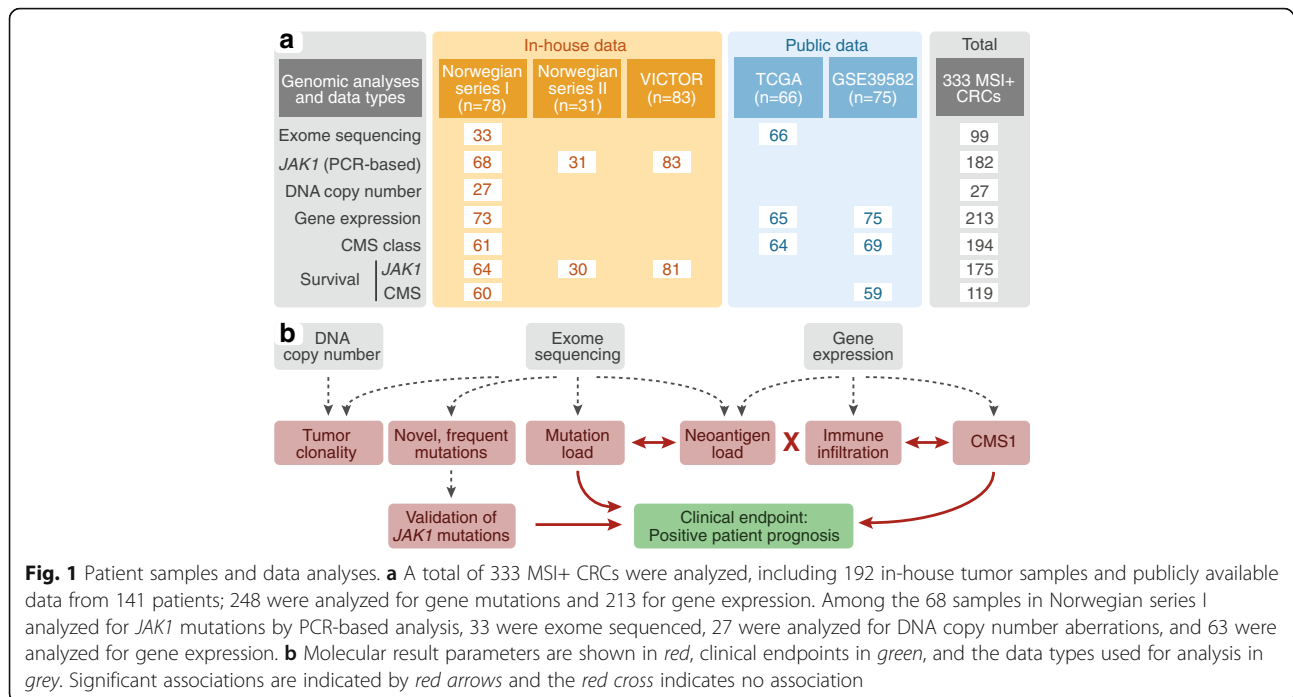 a
In-house data
Public data
Total
Genomic analyses
and data types
Norwegian
series I
(n=78)
Norwegian
series II
(n=31)
VICTOR
(n=83)
TCGA
(n=66)
GSE39582
(n=75)
333 MSI+
CRCs
Exome sequencing 33 66 99
JAK1 (PCR-based) 68 31 83 182
DNA copy number 27 27
Gene expression 73 65 75 213
CMS class 61 64 69 194
Survival JAK1 64 30 81 175
CMS 60 59 119
b
DNA
copy number
Exome
sequencing
Gene
expression
Tumor
clonality
Novel, frequent
mutations
Mutation
load
Neoantigen
load
X
Immune
infiltration
CMS1
Validation of
JAK1 mutations
Clinical endpoint:
Positive patient prognosis
Fig. 1 Patient samples and data analyses. a A total of 333 MSI+ CRCs were analyzed, including 192 in-house tumor samples and publicly available
data from 141 patients; 248 were analyzed for gene mutations and 213 for gene expression. Among the 68 samples in Norwegian series I
analyzed for JAK1 mutations by PCR-based analysis, 33 were exome sequenced, 27 were analyzed for DNA copy number aberrations, and 63 were
analyzed for gene expression. b Molecular result parameters are shown in red, clinical endpoints in green, and the data types used for analysis in
grey. Significant associations are indicated by red arrows and the red cross indicates no association